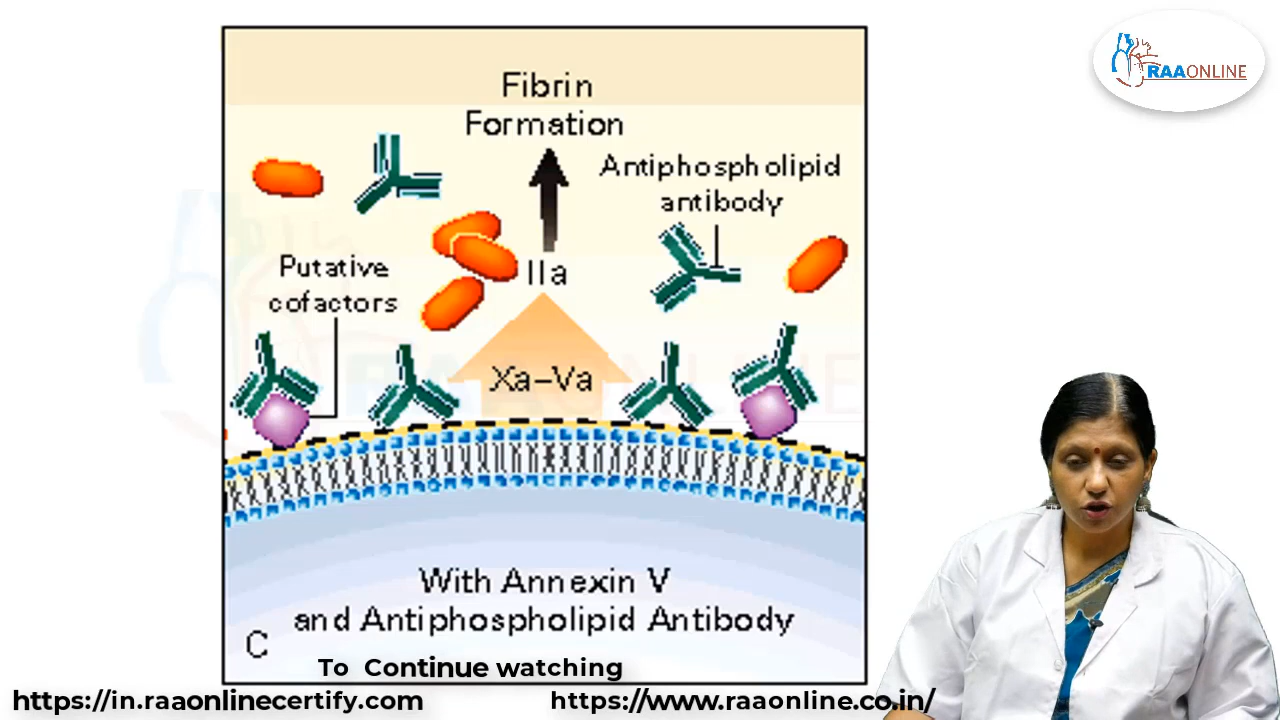 RAAONLINE
Fibrin
Formation
Antiphospholipid
antibody
Putative
cofactors
IIa
Xa–Va
With Annexin V
and Antiphospholipid Antibody
C
To Continue watching
https://in.raaonlinecertify.com
https://www.raaonline.co.in/